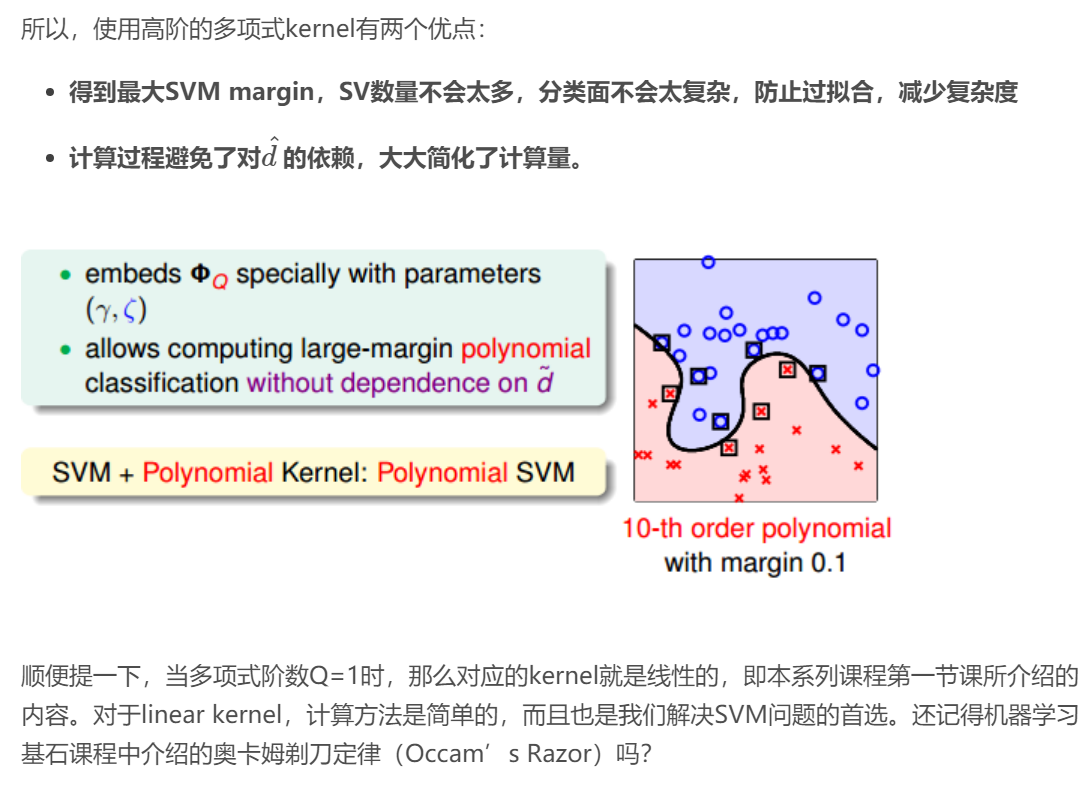 所以，使用高阶的多项式kernel有两个优点：
• 得到最大SVM margin，SV数量不会太多，分类面不会太复杂，防止过拟合，减少复杂度
• 计算过程避免了对d̂ 的依赖，大大简化了计算量。
• embeds Φ_Q specially with parameters
(γ, ζ)
• allows computing large-margin polynomial
classification without dependence on d̃
SVM + Polynomial Kernel: Polynomial SVM
10-th order polynomial
with margin 0.1
顺便提一下，当多项式阶数Q=1时，那么对应的kernel就是线性的，即本系列课程第一节课所介绍的
内容。对于linear kernel，计算方法是简单的，而且也是我们解决SVM问题的首选。还记得机器学习
基石课程中介绍的奥卡姆剃刀定律（Occam’s Razor）吗？